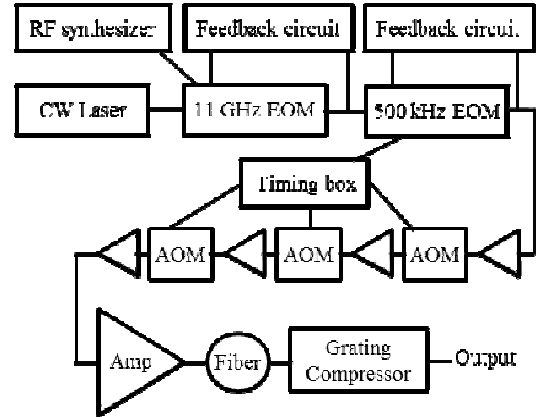 RF synthesizer
Feedback circuit
Feedback circuit
CW Laser
11 GHz EOM
500 kHz EOM
Timing box
AOM
AOM
AOM
Amp
Fiber
Grating
Compressor
Output